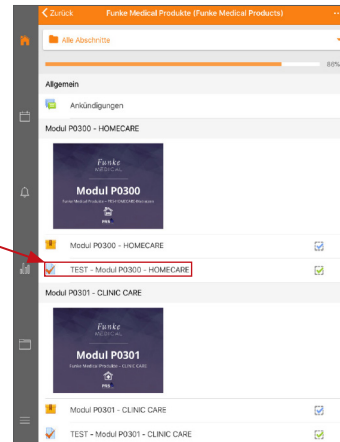 Zurück
Funke Medical Produkte (Funke Medical Products)
Alle Abschnitte
86%
Allgemein
Ankündigungen
Modul P0300 - HOMECARE
Funke
MEDICAL
Modul P0300
Modul P0300 - HOMECARE
TEST - Modul P0300 - HOMECARE
Modul P0301 - CLINIC CARE
Funke
MEDICAL
Modul P0301
Modul P0301 - CLINIC CARE
TEST - Modul P0301 - CLINIC CARE